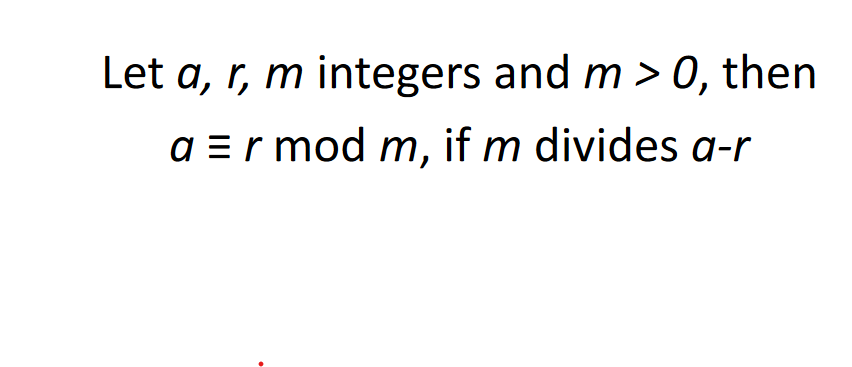 Let a, r, m integers and m > 0, then
a ≡ r mod m, if m divides a-r